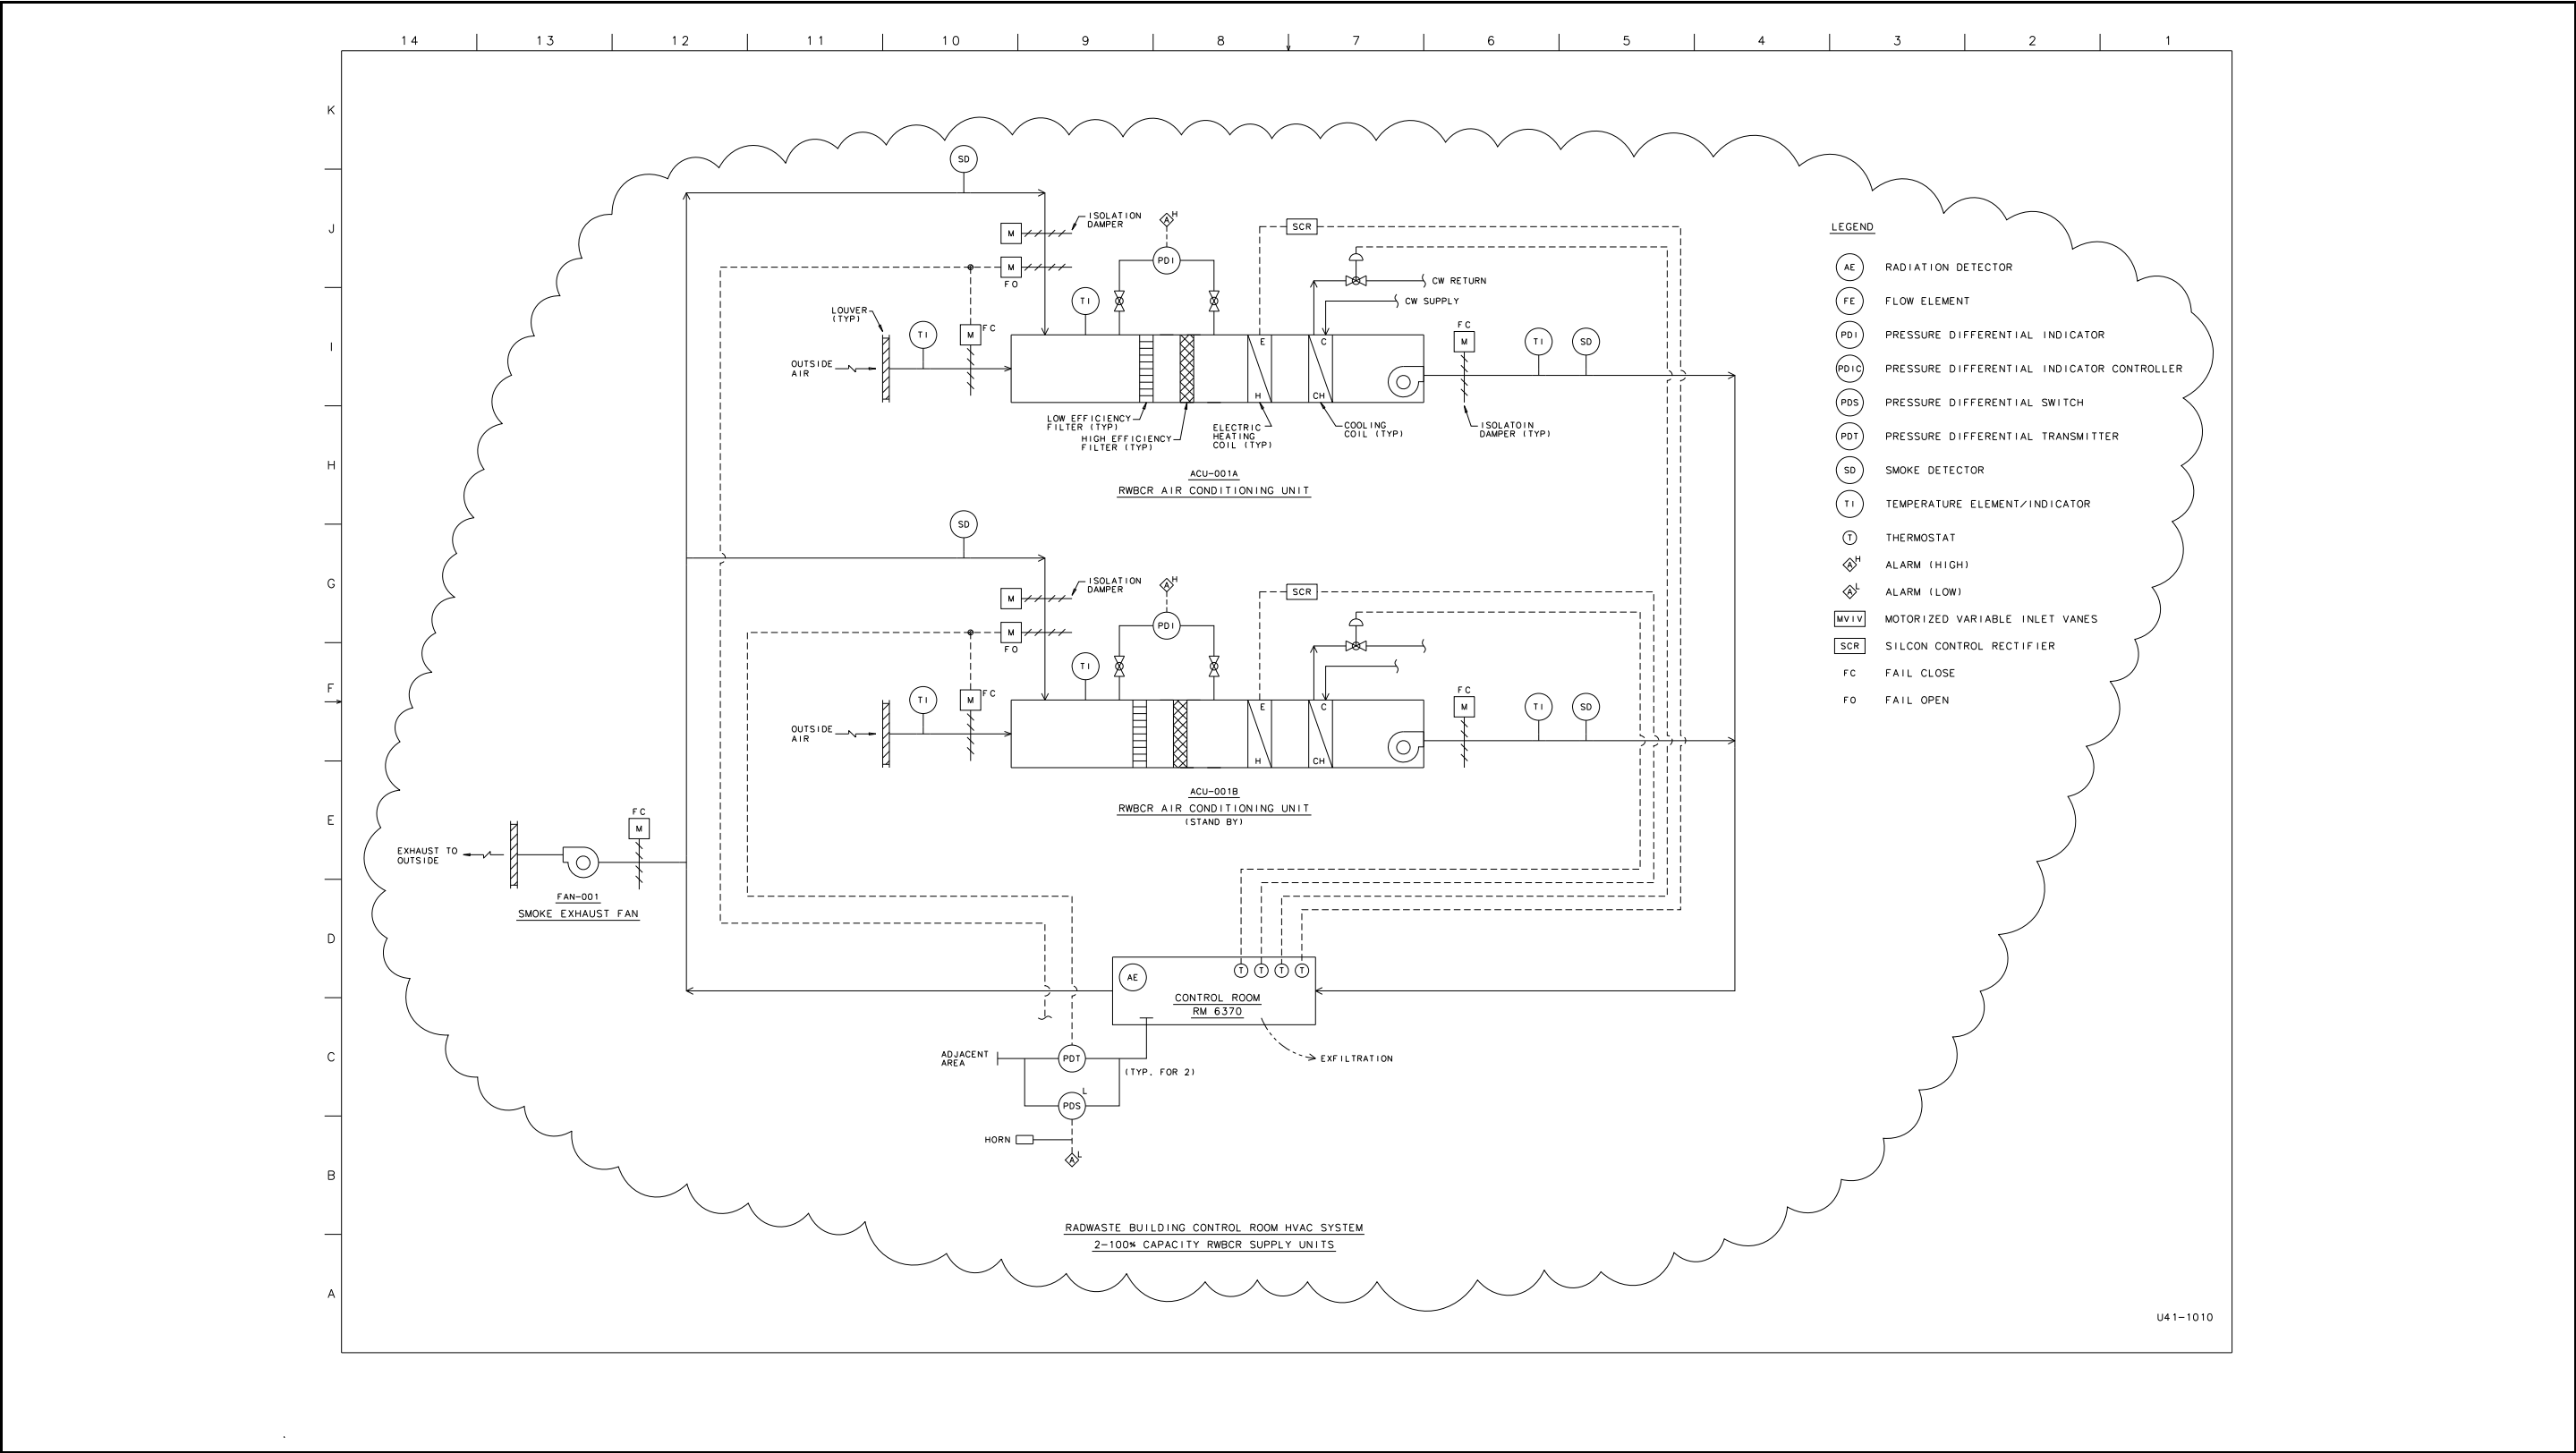 14 13 12 11 10 9 8 7 6 5 4 3 2 1
K
J
I
H
G
F
E
D
C
B
A
SD
M
ISOLATION
DAMPER
A H
SCR
PDI
M
FO
CW RETURN
CW SUPPLY
TI
LOUVER
(TYP)
TI
M FC
OUTSIDE
AIR
E
H
C
CH
FC
M
TI
SD
LOW EFFICIENCY
FILTER (TYP)
HIGH EFFICIENCY
FILTER (TYP)
ELECTRIC
HEATING
COIL (TYP)
COOLING
COIL (TYP)
ISOLATOIN
DAMPER (TYP)
ACU-001A
RWBCR AIR CONDITIONING UNIT
SD
M
ISOLATION
DAMPER
A H
SCR
PDI
M
FO
TI
TI
M FC
OUTSIDE
AIR
E
H
C
CH
FC
M
TI
SD
ACU-001B
RWBCR AIR CONDITIONING UNIT
(STAND BY)
FC
M
EXHAUST TO
OUTSIDE
FAN-001
SMOKE EXHAUST FAN
AE
T T T T
CONTROL ROOM
RM 6370
ADJACENT
AREA
PDT
(TYP. FOR 2)
EXFILTRATION
PDS L
HORN
A L
LEGEND
AE RADIATION DETECTOR
FE FLOW ELEMENT
PDI PRESSURE DIFFERENTIAL INDICATOR
PDIC PRESSURE DIFFERENTIAL INDICATOR CONTROLLER
PDS PRESSURE DIFFERENTIAL SWITCH
PDT PRESSURE DIFFERENTIAL TRANSMITTER
SD SMOKE DETECTOR
TI TEMPERATURE ELEMENT/INDICATOR
T THERMOSTAT
A H ALARM (HIGH)
A L ALARM (LOW)
MVIV MOTORIZED VARIABLE INLET VANES
SCR SILCON CONTROL RECTIFIER
FC FAIL CLOSE
FO FAIL OPEN
RADWASTE BUILDING CONTROL ROOM HVAC SYSTEM
2-100% CAPACITY RWBCR SUPPLY UNITS
U41-1010